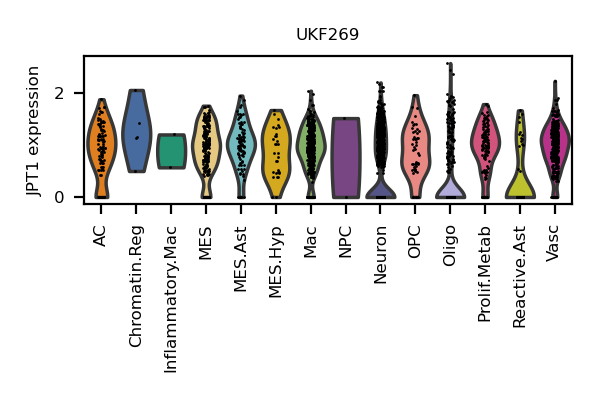 UKF269
JPT1 expression
2
0
AC
Chromatin.Reg
Inflammatory.Mac
MES
MES.Ast
MES.Hyp
Mac
NPC
Neuron
OPC
Oligo
Prolif.Metab
Reactive.Ast
Vasc